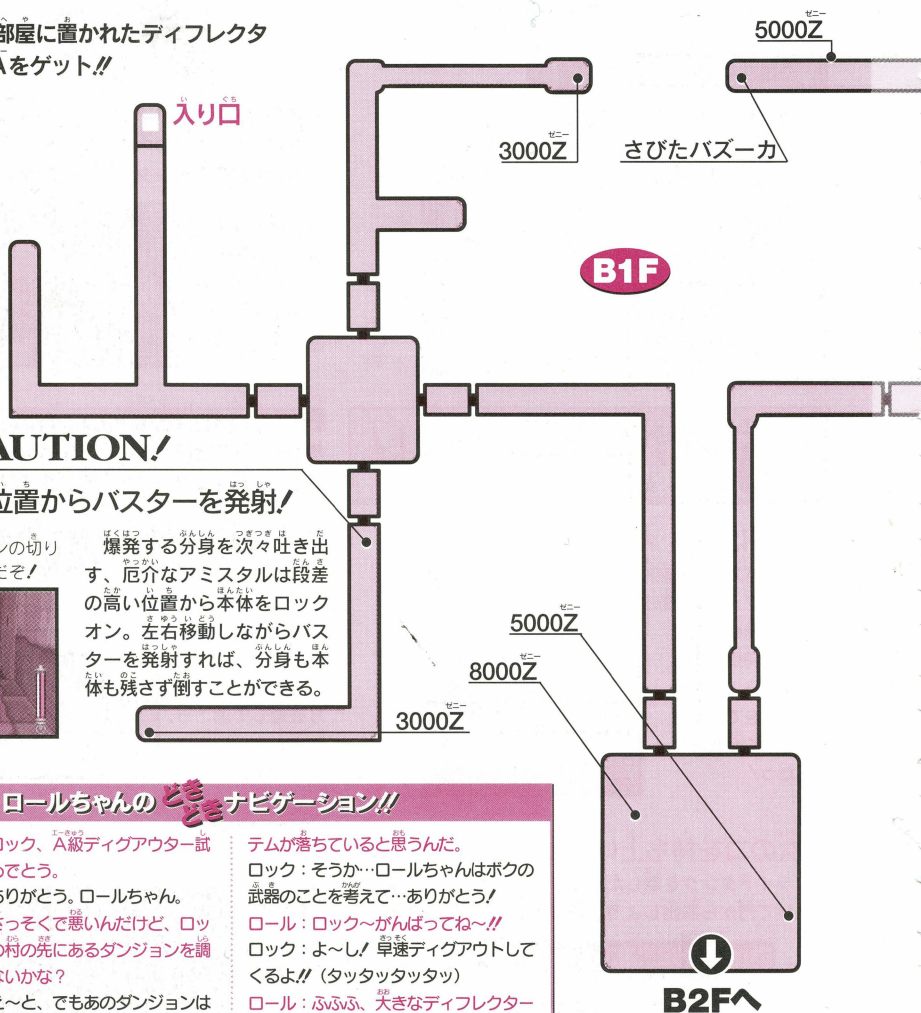 部屋に置かれたディフレクタ
Aをゲット!!
入り口
3000Z
5000Z
さびたバズーカ
B1F
AUTION!
位置からバスターを発射!
ンの切り
だぞ!
爆発する分身を次々吐き出
す、厄介なアミスタルは段差
の高い位置から本体をロック
オン。左右移動しながらバス
ターを発射すれば、分身も本
体も残さず倒すことができる。
3000Z
5000Z
8000Z
B2Fへ
ロールちゃんの どきどき ナビゲーション!!
ロック、A級ディグアウター試
めでとう。
ありがとう。ロールちゃん。
さっそくで悪いんだけど、ロッ
の村の先にあるダンジョンを調
ないかな?
え〜と、でもあのダンジョンは
テムが落ちていると思うんだ。
ロック:そうか…ロールちゃんはボクの
武器のことを考えて…ありがとう!
ロール:ロック〜がんばってね〜!!
ロック:よ〜し! 早速ディグアウトして
くるよ!!(タッタッタッタッ)
ロール:ふふふ、大きなディフレクター